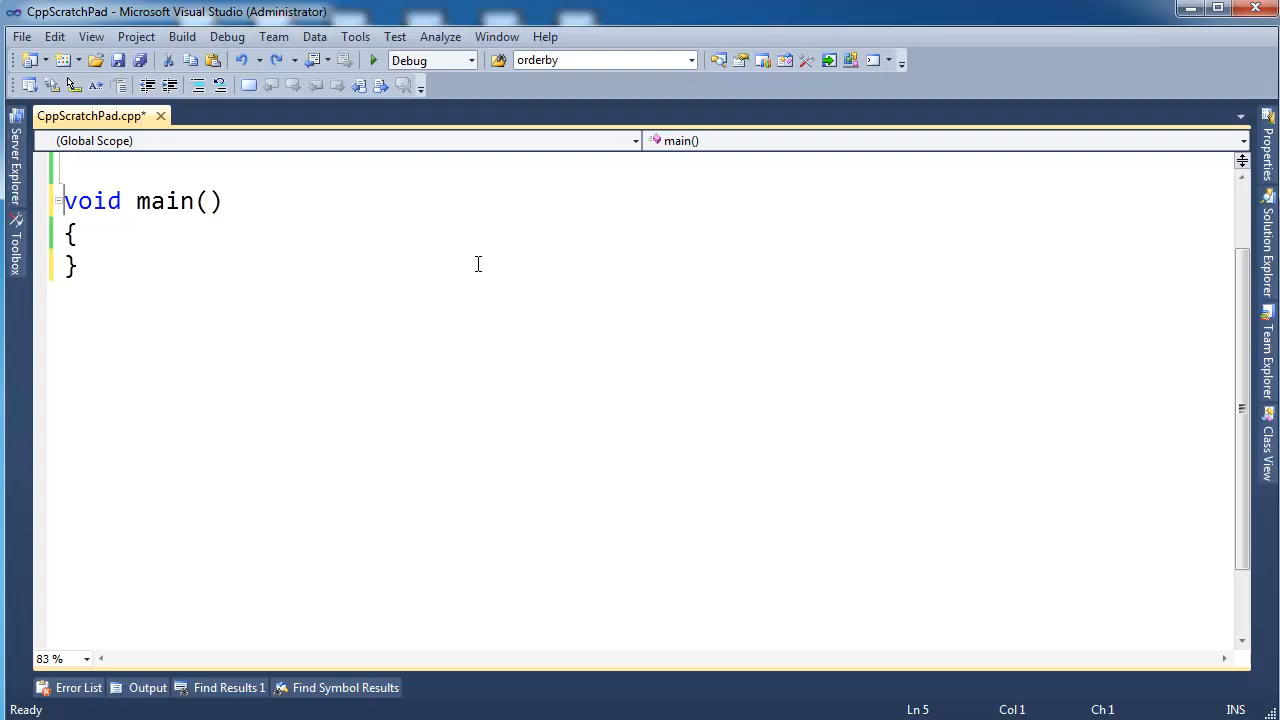 CppScratchPad - Microsoft Visual Studio (Administrator)
File Edit View Project Build Debug Team Data Tools Test Analyze Window Help
Debug orderby
CppScratchPad.cpp*
(Global Scope) main()
void main()
{
}
Server Explorer
Toolbox
Properties
Solution Explorer
Team Explorer
Class View
83 %
Error List Output Find Results 1 Find Symbol Results
Ready Ln 5 Col 1 Ch 1 INS